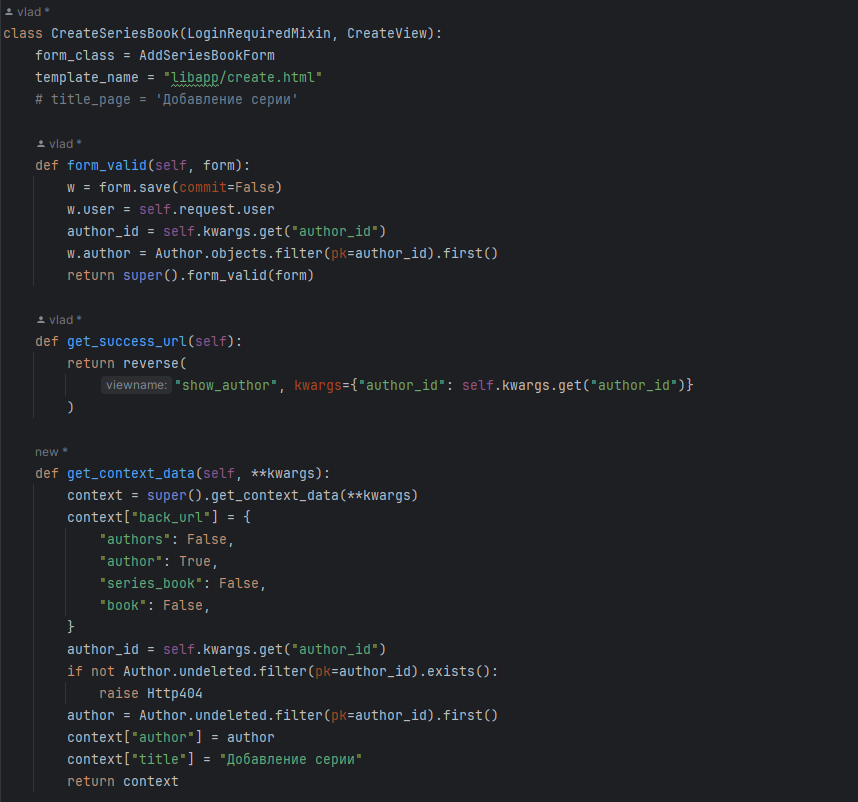 vlad *
class CreateSeriesBook(LoginRequiredMixin, CreateView):
    form_class = AddSeriesBookForm
    template_name = "libapp/create.html"
    # title_page = 'Добавление серии'
vlad *
    def form_valid(self, form):
        w = form.save(commit=False)
        w.user = self.request.user
        author_id = self.kwargs.get("author_id")
        w.author = Author.objects.filter(pk=author_id).first()
        return super().form_valid(form)
vlad *
    def get_success_url(self):
        return reverse(
            viewname: "show_author", kwargs={"author_id": self.kwargs.get("author_id")}
        )
new *
    def get_context_data(self, **kwargs):
        context = super().get_context_data(**kwargs)
        context["back_url"] = {
            "authors": False,
            "author": True,
            "series_book": False,
            "book": False,
        }
        author_id = self.kwargs.get("author_id")
        if not Author.undeleted.filter(pk=author_id).exists():
            raise Http404
        author = Author.undeleted.filter(pk=author_id).first()
        context["author"] = author
        context["title"] = "Добавление серии"
        return context